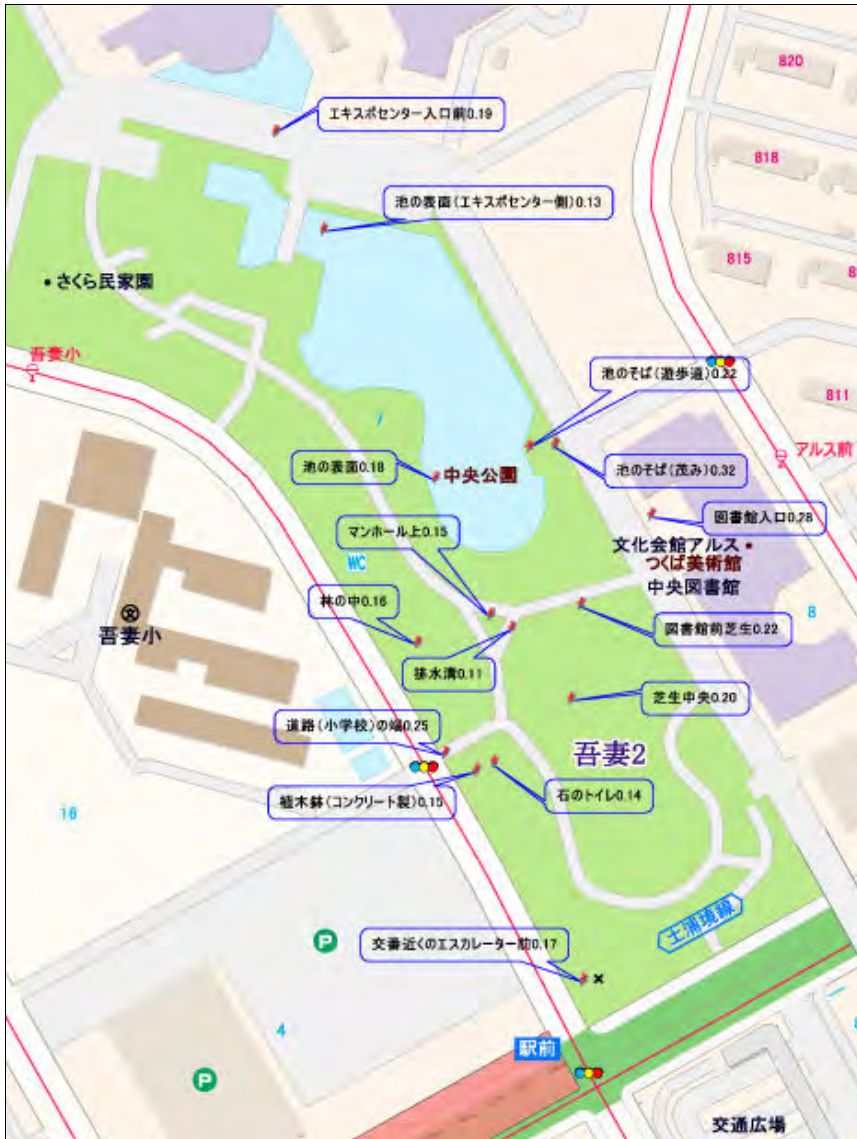 820
エキスポセンター入口前0.19
818
池の表面(エキスポセンター側)0.13
815
さくら民家園
吾妻小
池のそば(遊歩道)0.22
811
アルス前
池の表面0.18
中央公園
池のそば(茂み)0.32
図書館入口0.28
マンホール上0.15
文化会館アルス
つくば美術館
中央図書館
WC
林の中0.16
8
文
吾妻小
図書館前芝生0.22
排水溝0.11
芝生中央0.20
道路(小学校)の端0.25
吾妻2
植木鉢(コンクリート製)0.15
石のトイレ0.14
16
土浦境線
P
交番近くのエスカレーター前0.17
4
駅前
P
交通広場